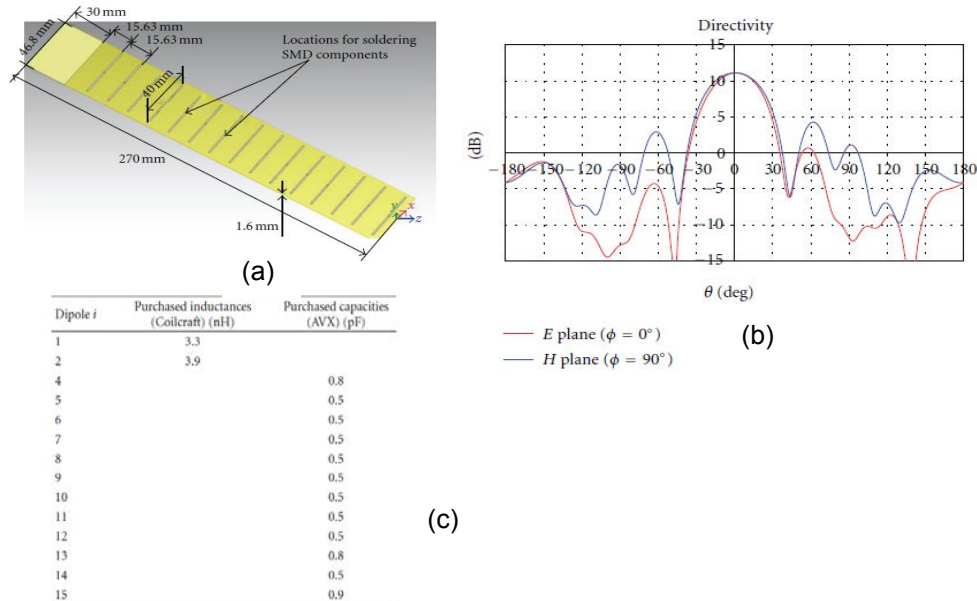 30 mm
15.63 mm
15.63 mm
46.8 mm
40 mm
Locations for soldering
SMD components
270 mm
1.6 mm
y x
z
(a)
Directivity
15
10
5
0
−5
−10
−15
(dB)
−180 −150 −120 −90 −60 −30 0 30 60 90 120 150 180
θ (deg)
E plane (ϕ = 0°)
H plane (ϕ = 90°)
(b)
Dipole i Purchased inductances Purchased capacities
(Coilcraft) (nH) (AVX) (pF)
1 3.3
2 3.9
4 0.8
5 0.5
6 0.5
7 0.5
8 0.5
9 0.5
10 0.5
11 0.5
12 0.5
13 0.8
14 0.5
15 0.9
(c)